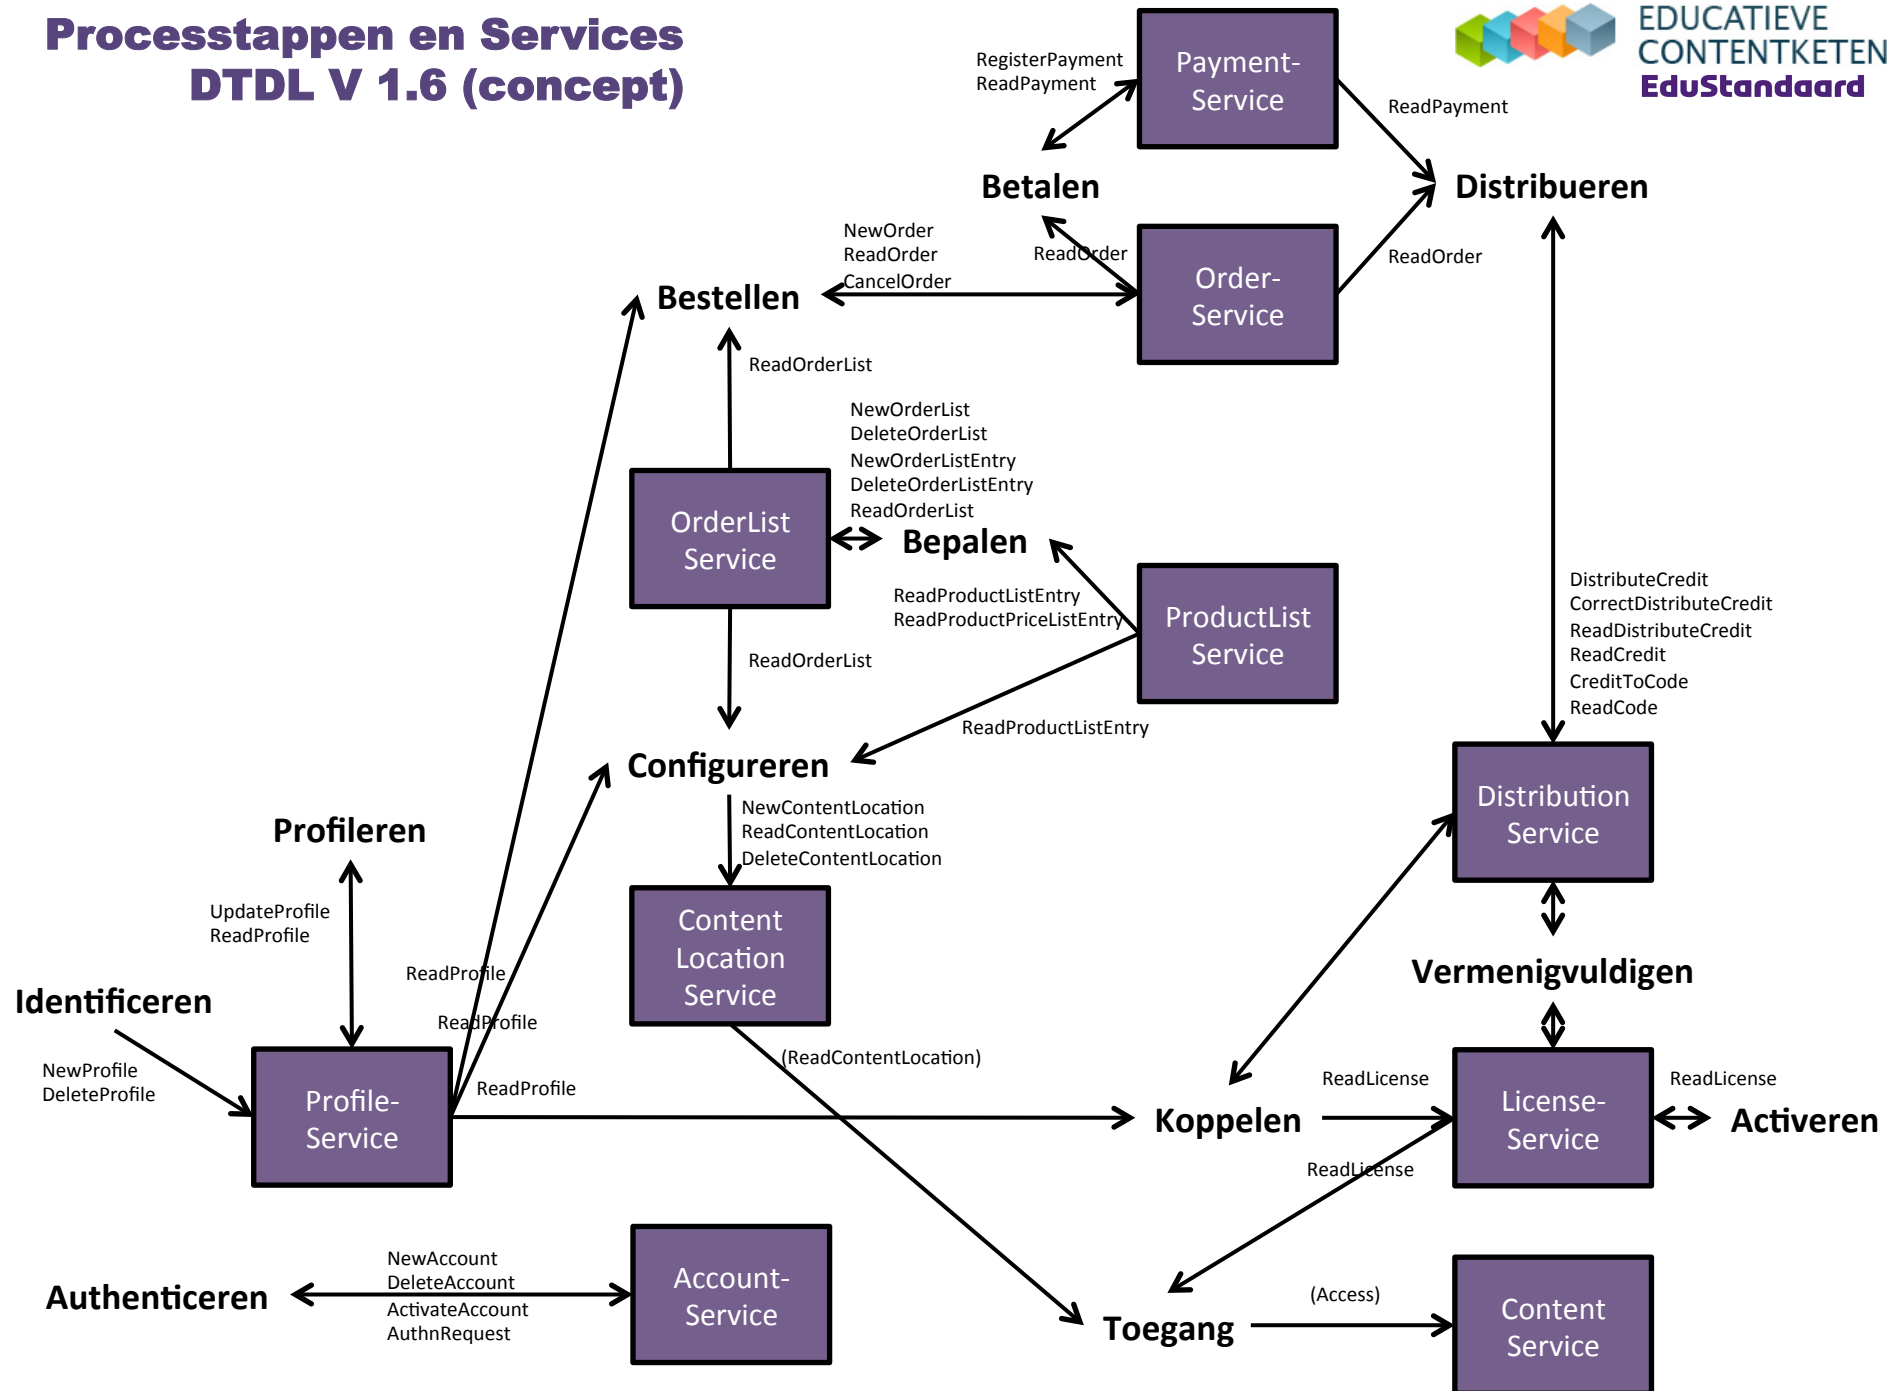 Processtappen en Services
DTDL V 1.6 (concept)
EDUCATIEVE
CONTENTKETEN
EduStandaard
RegisterPayment
ReadPayment
Payment-
Service
ReadPayment
Betalen
Distribueren
NewOrder
ReadOrder
CancelOrder
ReadOrder
Order-
Service
ReadOrder
Bestellen
ReadOrderList
NewOrderList
DeleteOrderList
NewOrderListEntry
DeleteOrderListEntry
ReadOrderList
OrderList
Service
Bepalen
ReadProductListEntry
ReadProductPriceListEntry
ProductList
Service
DistributeCredit
CorrectDistributeCredit
ReadDistributeCredit
ReadCredit
CreditToCode
ReadCode
ReadOrderList
ReadProductListEntry
Configureren
NewContentLocation
ReadContentLocation
DeleteContentLocation
Distribution
Service
Profileren
UpdateProfile
ReadProfile
Content
Location
Service
ReadProfile
Vermenigvuldigen
Identificeren
ReadProfile
(ReadContentLocation)
NewProfile
DeleteProfile
Profile-
Service
ReadProfile
Koppelen
ReadLicense
License-
Service
ReadLicense
Activeren
ReadLicense
Authenticeren
NewAccount
DeleteAccount
ActivateAccount
AuthnRequest
Account-
Service
Toegang
(Access)
Content
Service